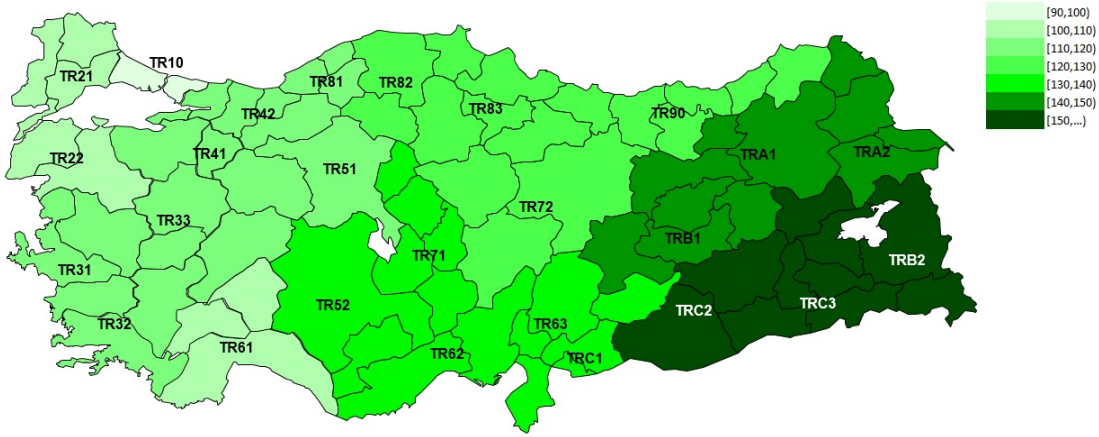 [90,100)
[100,110)
[110,120)
[120,130)
[130,140)
[140,150)
[150,...)
TR10
TR21
TR81
TR82
TR42
TR83
TR90
TR22
TR41
TR51
TRA1
TRA2
TR33
TR72
TRB1
TR31
TR71
TRB2
TR52
TRC2
TRC3
TR32
TR63
TR61
TR62
TRC1